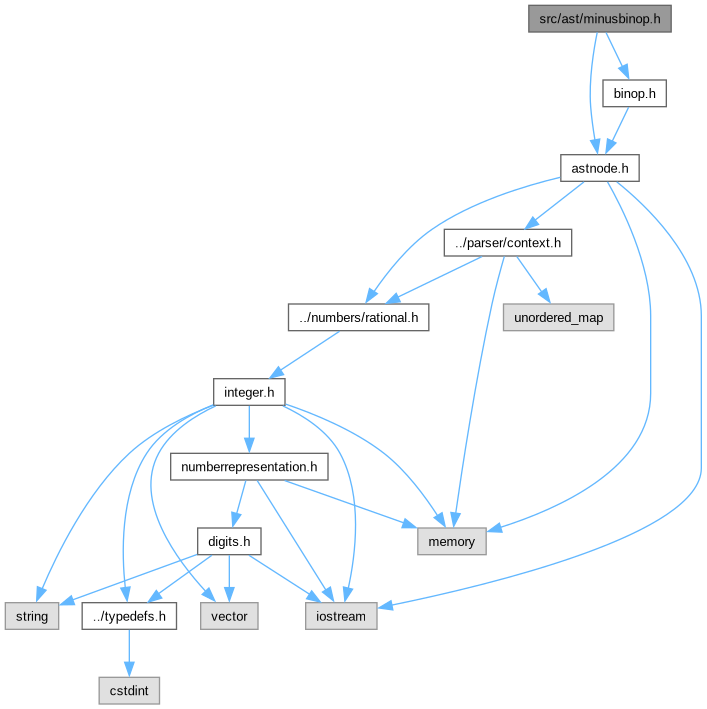 src/ast/minusbinop.h
binop.h
astnode.h
../parser/context.h
../numbers/rational.h
unordered_map
integer.h
numberrepresentation.h
digits.h
memory
string
../typedefs.h
vector
iostream
cstdint